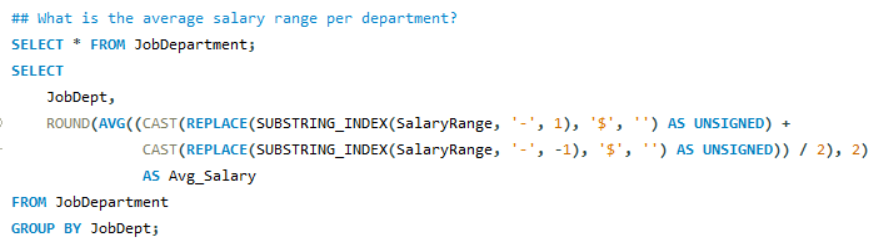 ## What is the average salary range per department?
SELECT * FROM JobDepartment;
SELECT
JobDept,
ROUND(AVG((CAST(REPLACE(SUBSTRING_INDEX(SalaryRange, '-', 1), '$', '') AS UNSIGNED) +
CAST(REPLACE(SUBSTRING_INDEX(SalaryRange, '-', -1), '$', '') AS UNSIGNED)) / 2), 2)
AS Avg_Salary
FROM JobDepartment
GROUP BY JobDept;